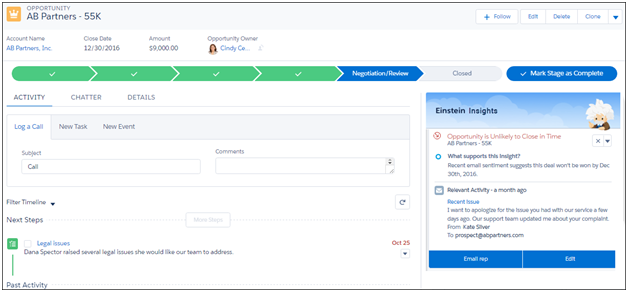 OPPORTUNITY
AB Partners - 55K
+ Follow
Edit
Delete
Clone
Account Name
Close Date
Amount
Opportunity Owner
AB Partners, Inc.
12/30/2016
$9,000.00
Cindy Ce...
Negotiation/Review
Closed
Mark Stage as Complete
ACTIVITY
CHATTER
DETAILS
Log a Call
New Task
New Event
Subject
Comments
Call
Filter Timeline
Next Steps
More Steps
Legal issues
Oct 25
Dana Spector raised several legal issues she would like our team to address.
Past Activity
Einstein Insights
Opportunity is Unlikely to Close in Time
AB Partners - 55K
What supports this Insight?
Recent email sentiment suggests this deal won't be won by Dec
30th, 2016.
Relevant Activity - a month ago
Recent Issue
I want to apologize for the issue you had with our service a few
days ago. Our support team updated me about your complaint.
From Kate Silver
To prospect@abpartners.com
Email rep
Edit